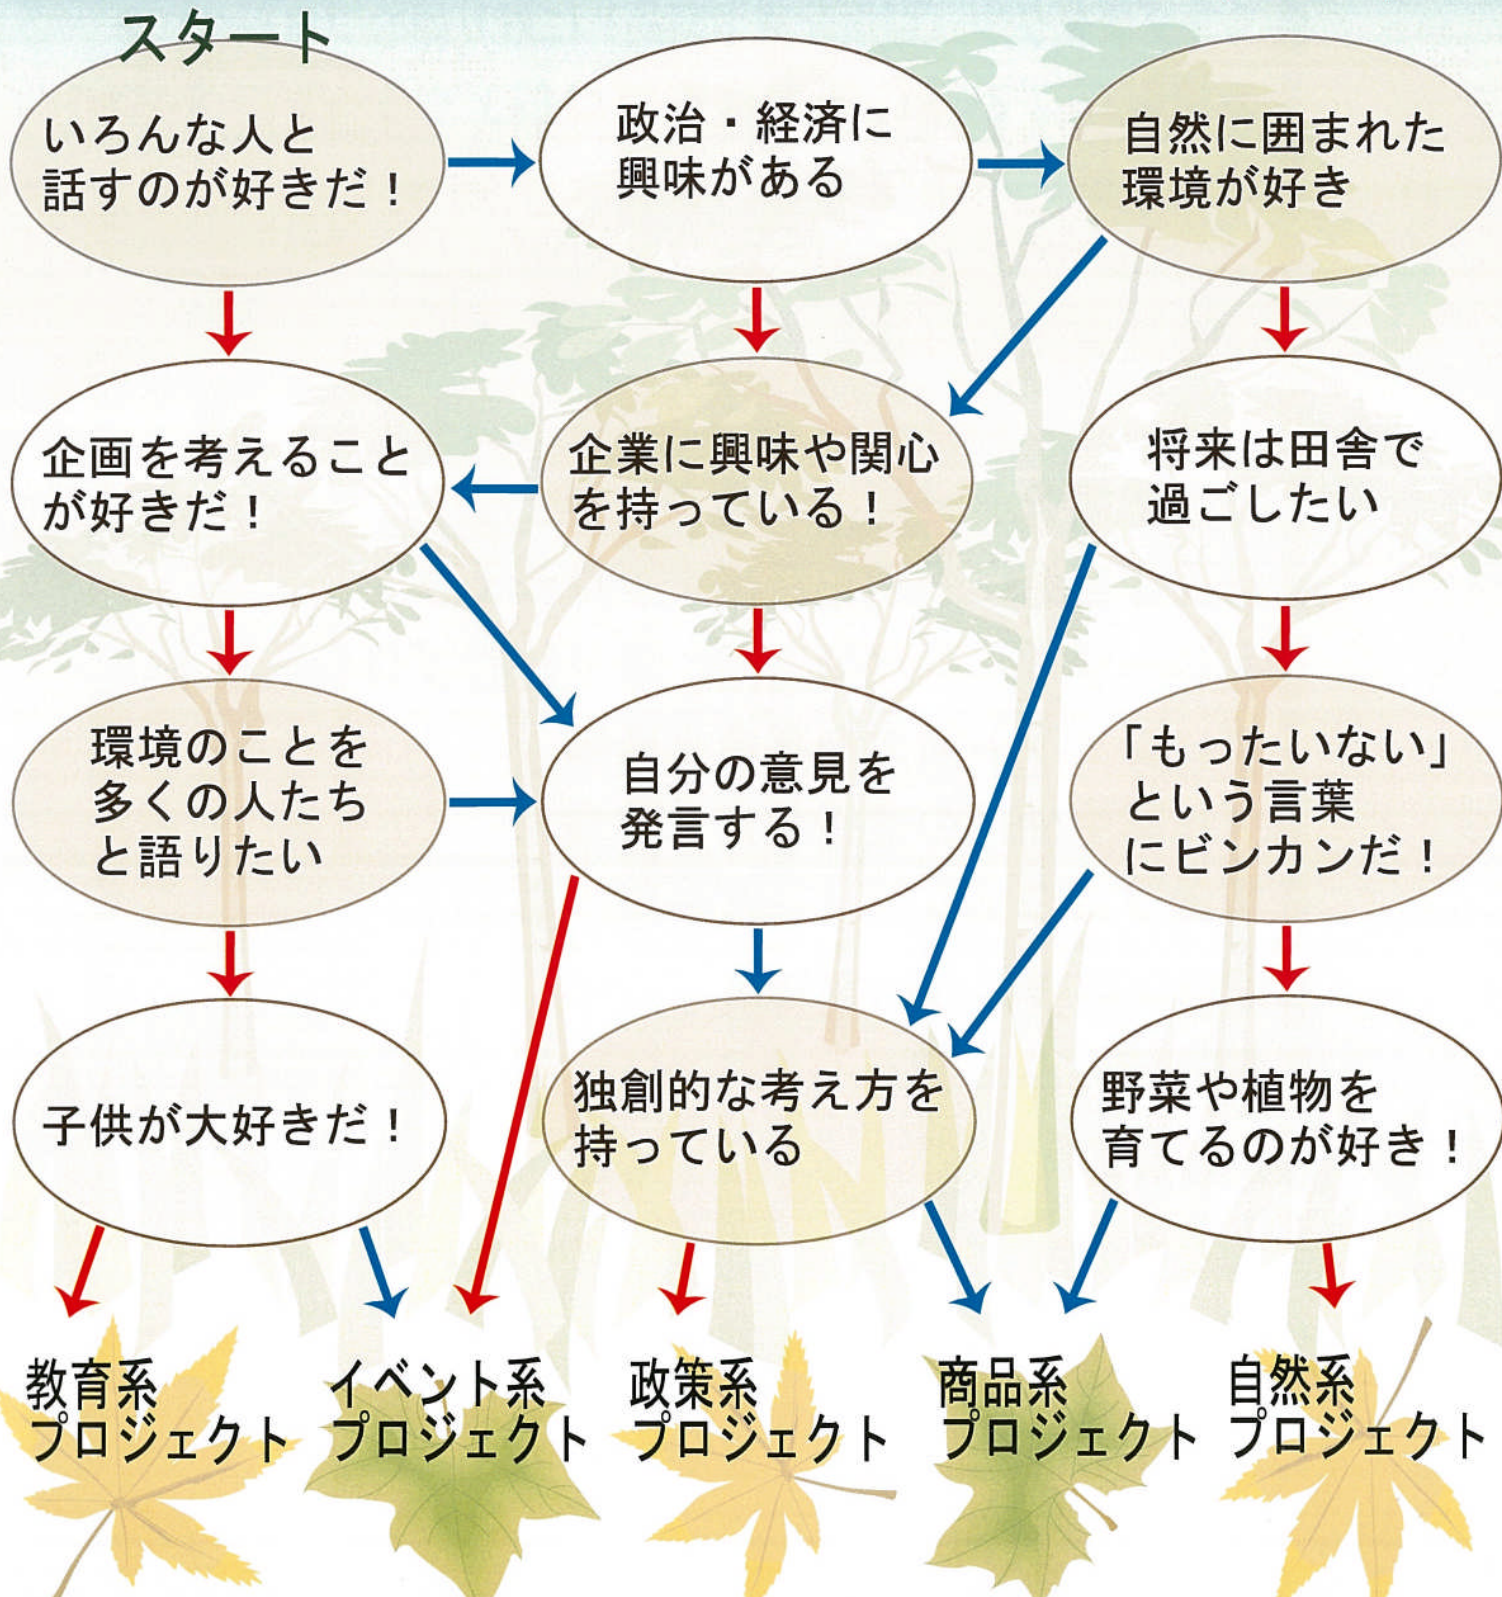 スタート
いろんな人と
話すのが好きだ！
政治・経済に
興味がある
自然に囲まれた
環境が好き
企画を考えること
が好きだ！
企業に興味や関心
を持っている！
将来は田舎で
過ごしたい
環境のことを
多くの人たち
と語りたい
自分の意見を
発言する！
「もったいない」
という言葉
にビンカンだ！
子供が大好きだ！
独創的な考え方を
持っている
野菜や植物を
育てるのが好き！
教育系
プロジェクト
イベント系
プロジェクト
政策系
プロジェクト
商品系
プロジェクト
自然系
プロジェクト